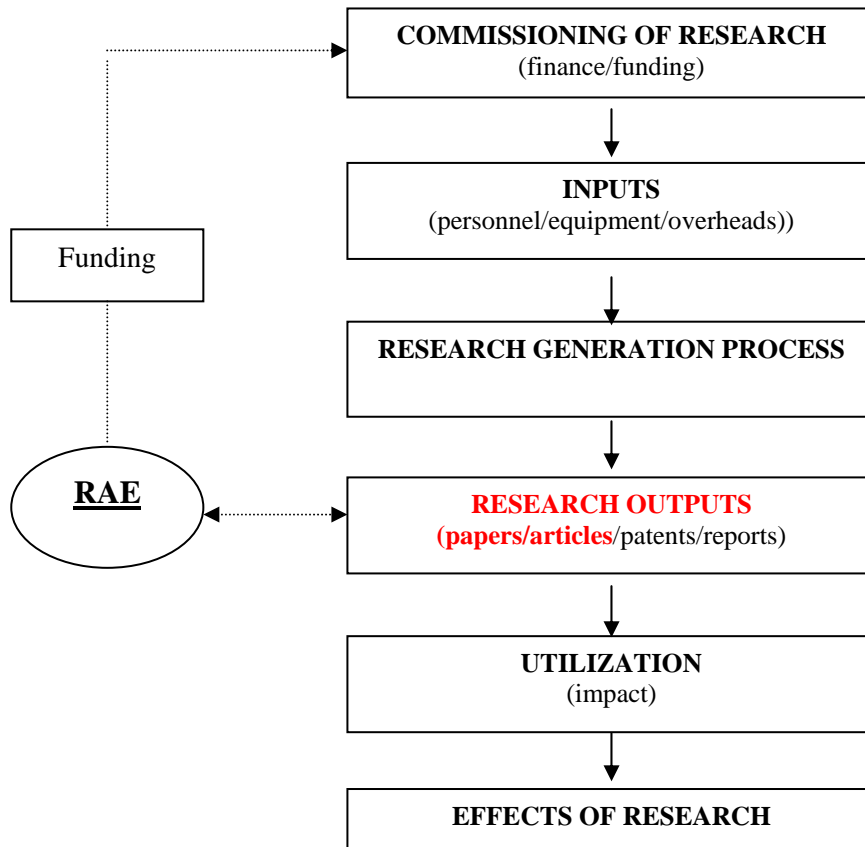 COMMISSIONING OF RESEARCH
(finance/funding)
INPUTS
(personnel/equipment/overheads))
Funding
RESEARCH GENERATION PROCESS
RAE
RESEARCH OUTPUTS
(papers/articles/patents/reports)
UTILIZATION
(impact)
EFFECTS OF RESEARCH